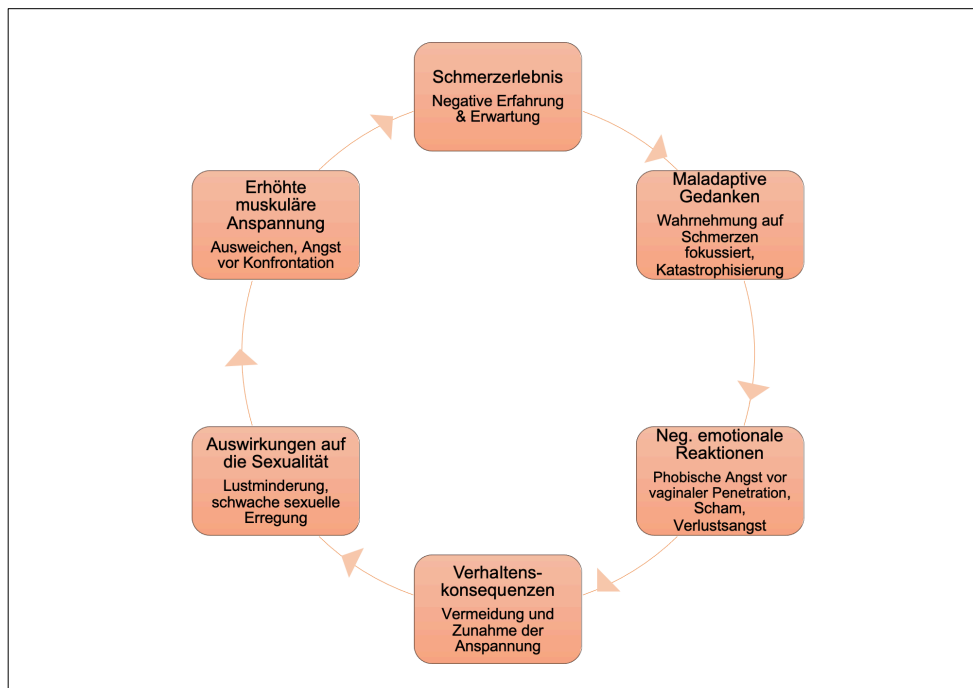 Schmerzerlebnis
Negative Erfahrung
& Erwartung
Maladaptive
Gedanken
Wahrnehmung auf
Schmerzen
fokussiert,
Katastrophisierung
Neg. emotionale
Reaktionen
Phobische Angst vor
vaginaler Penetration,
Scham,
Verlustsangst
Verhaltens-
konsequenzen
Vermeidung und
Zunahme der
Anspannung
Auswirkungen auf
die Sexualität
Lustminderung,
schwache sexuelle
Erregung
Erhöhte
muskuläre
Anspannung
Ausweichen, Angst
vor Konfrontation